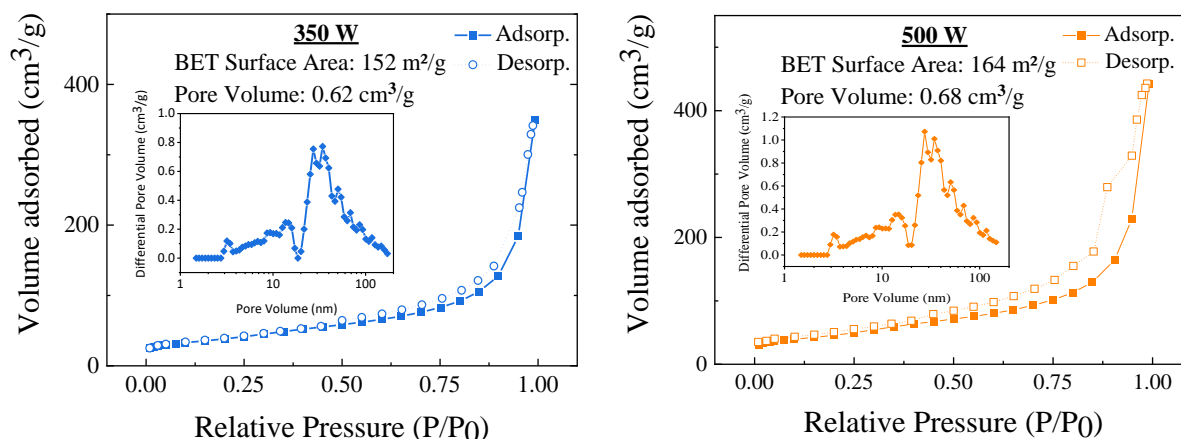 350 W
Adsorp.
Desorp.
BET Surface Area: 152 m²/g
Pore Volume: 0.62 cm³/g
Volume adsorbed (cm³/g)
400
200
0
0.00 0.25 0.50 0.75 1.00
Relative Pressure (P/P0)
Differential Pore Volume (cm³/g)
1.0
0.8
0.6
0.4
0.2
0.0
1 10 100
Pore Volume (nm)
500 W
Adsorp.
Desorp.
BET Surface Area: 164 m²/g
Pore Volume: 0.68 cm³/g
Volume adsorbed (cm³/g)
400
200
0
0.00 0.25 0.50 0.75 1.00
Relative Pressure (P/P0)
Differential Pore Volume (cm³/g)
1.2
1.0
0.8
0.6
0.4
0.2
0.0
1 10 100
Pore Volume (nm)